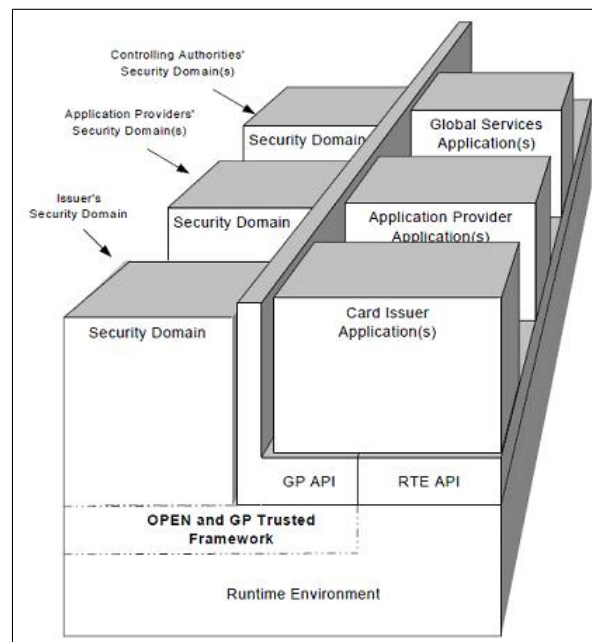 Controlling Authorities'
Security Domain(s)
Application Providers'
Security Domain(s)
Issuer's
Security Domain
Security Domain
Global Services
Application(s)
Security Domain
Application Provider
Application(s)
Security Domain
Card Issuer
Application(s)
GP API
RTE API
OPEN and GP Trusted
Framework
Runtime Environment